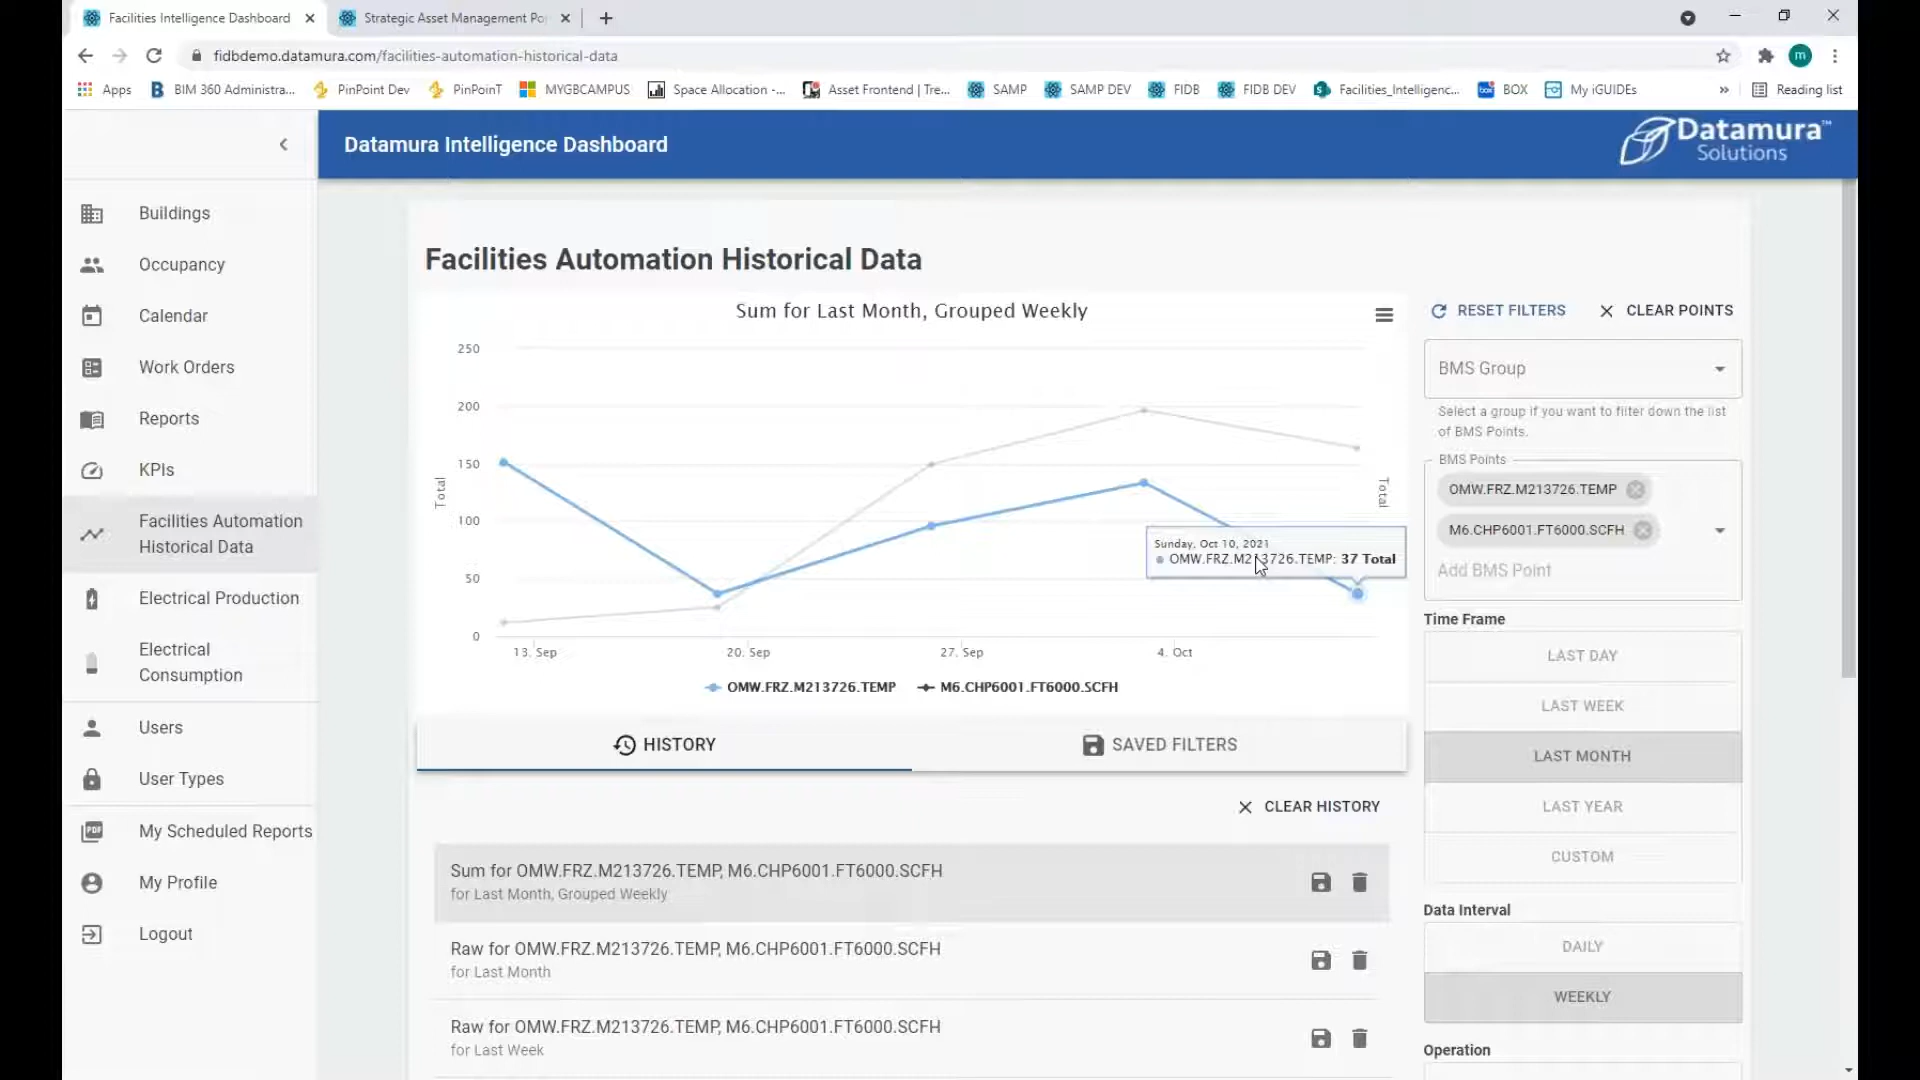 Facilities Intelligence Dashboard
Strategic Asset Management Po
fidbdemo.datamura.com/facilities-automation-historical-data
m
Apps
BIM 360 Administra...
PinPoint Dev
PinPoinT
MYGBCAMPUS
Space Allocation -...
Asset Frontend | Tre...
SAMP
SAMP DEV
FIDB
FIDB DEV
Facilities_Intelligenc...
BOX
My iGUIDEs
»
Reading list
Datamura Intelligence Dashboard
Datamura™
Solutions
Buildings
Occupancy
Calendar
Work Orders
Reports
KPIs
Facilities Automation
Historical Data
Electrical Production
Electrical
Consumption
Users
User Types
My Scheduled Reports
My Profile
Logout
Facilities Automation Historical Data
Sum for Last Month, Grouped Weekly
250
200
150
100
50
0
Total
Total
13. Sep
20. Sep
27. Sep
4. Oct
Sunday, Oct 10, 2021
OMW.FRZ.M213726.TEMP: 37 Total
OMW.FRZ.M213726.TEMP
M6.CHP6001.FT6000.SCFH
HISTORY
SAVED FILTERS
CLEAR HISTORY
Sum for OMW.FRZ.M213726.TEMP, M6.CHP6001.FT6000.SCFH
for Last Month, Grouped Weekly
Raw for OMW.FRZ.M213726.TEMP, M6.CHP6001.FT6000.SCFH
for Last Month
Raw for OMW.FRZ.M213726.TEMP, M6.CHP6001.FT6000.SCFH
for Last Week
RESET FILTERS
CLEAR POINTS
BMS Group
Select a group if you want to filter down the list
of BMS Points.
BMS Points
OMW.FRZ.M213726.TEMP
M6.CHP6001.FT6000.SCFH
Add BMS Point
Time Frame
LAST DAY
LAST WEEK
LAST MONTH
LAST YEAR
CUSTOM
Data Interval
DAILY
WEEKLY
Operation